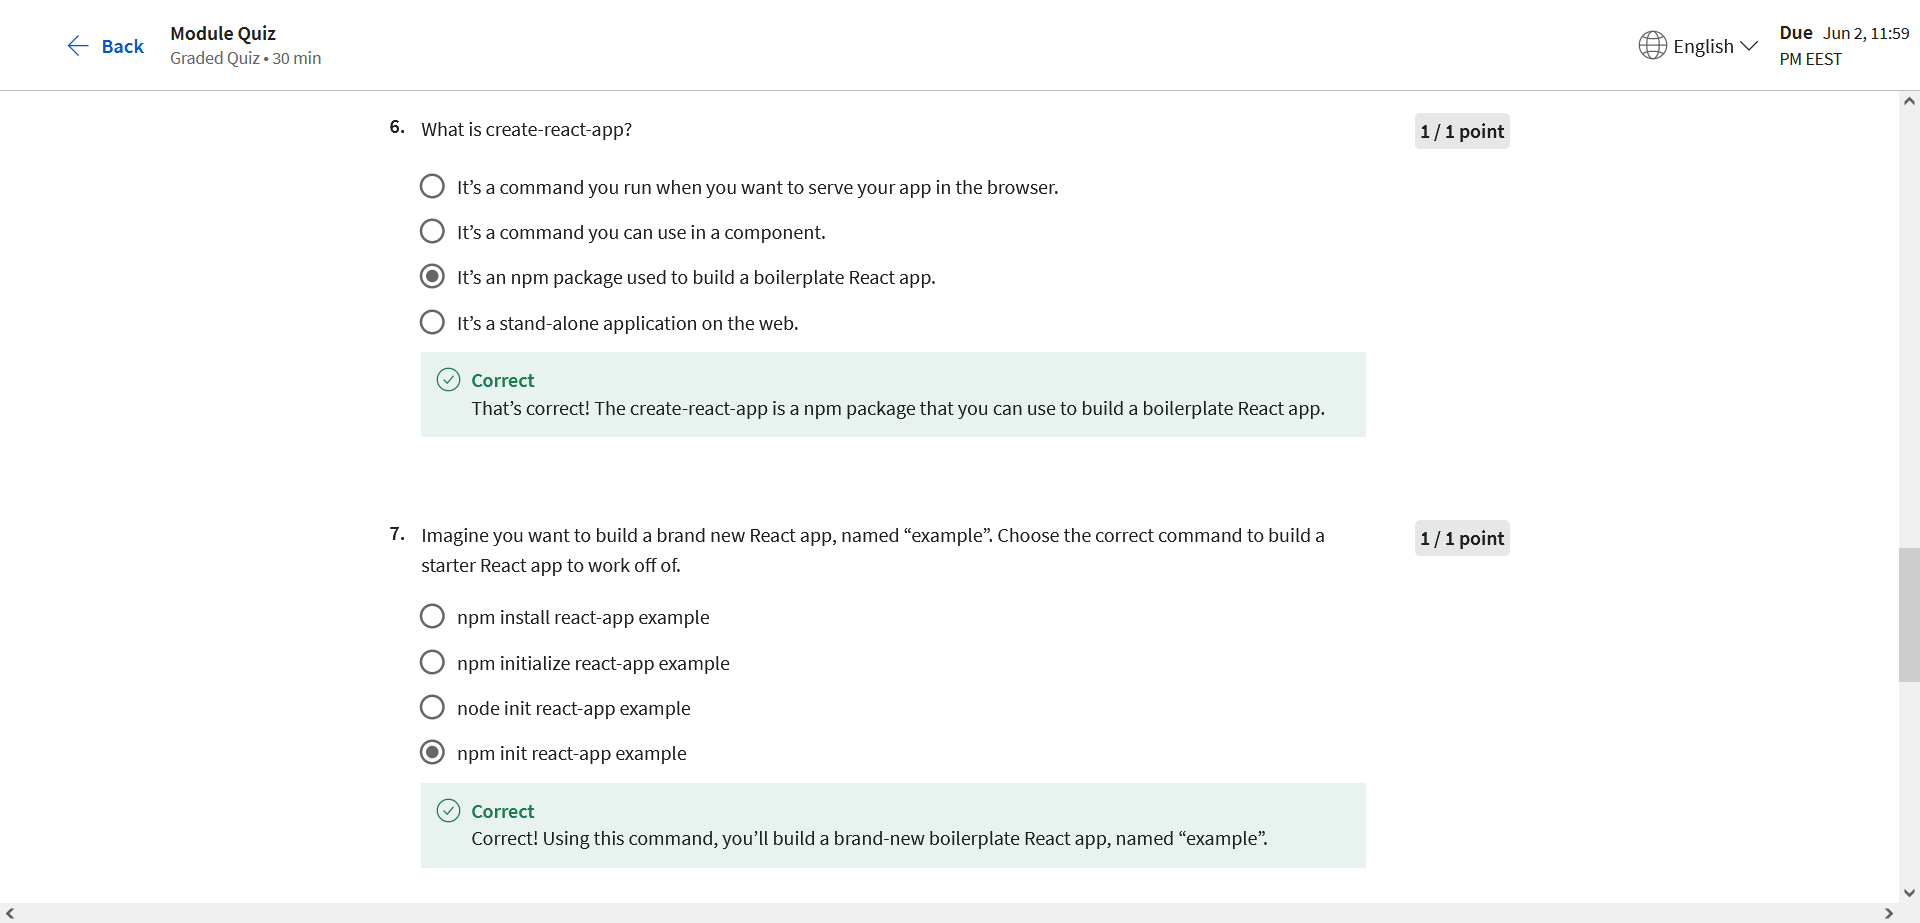 Back
Module Quiz
Graded Quiz • 30 min
English
Due Jun 2, 11:59
PM EEST
6. What is create-react-app?
1 / 1 point
It’s a command you run when you want to serve your app in the browser.
It’s a command you can use in a component.
It’s an npm package used to build a boilerplate React app.
It’s a stand-alone application on the web.
Correct
That’s correct! The create-react-app is a npm package that you can use to build a boilerplate React app.
7. Imagine you want to build a brand new React app, named “example”. Choose the correct command to build a
starter React app to work off of.
1 / 1 point
npm install react-app example
npm initialize react-app example
node init react-app example
npm init react-app example
Correct
Correct! Using this command, you’ll build a brand-new boilerplate React app, named “example”.